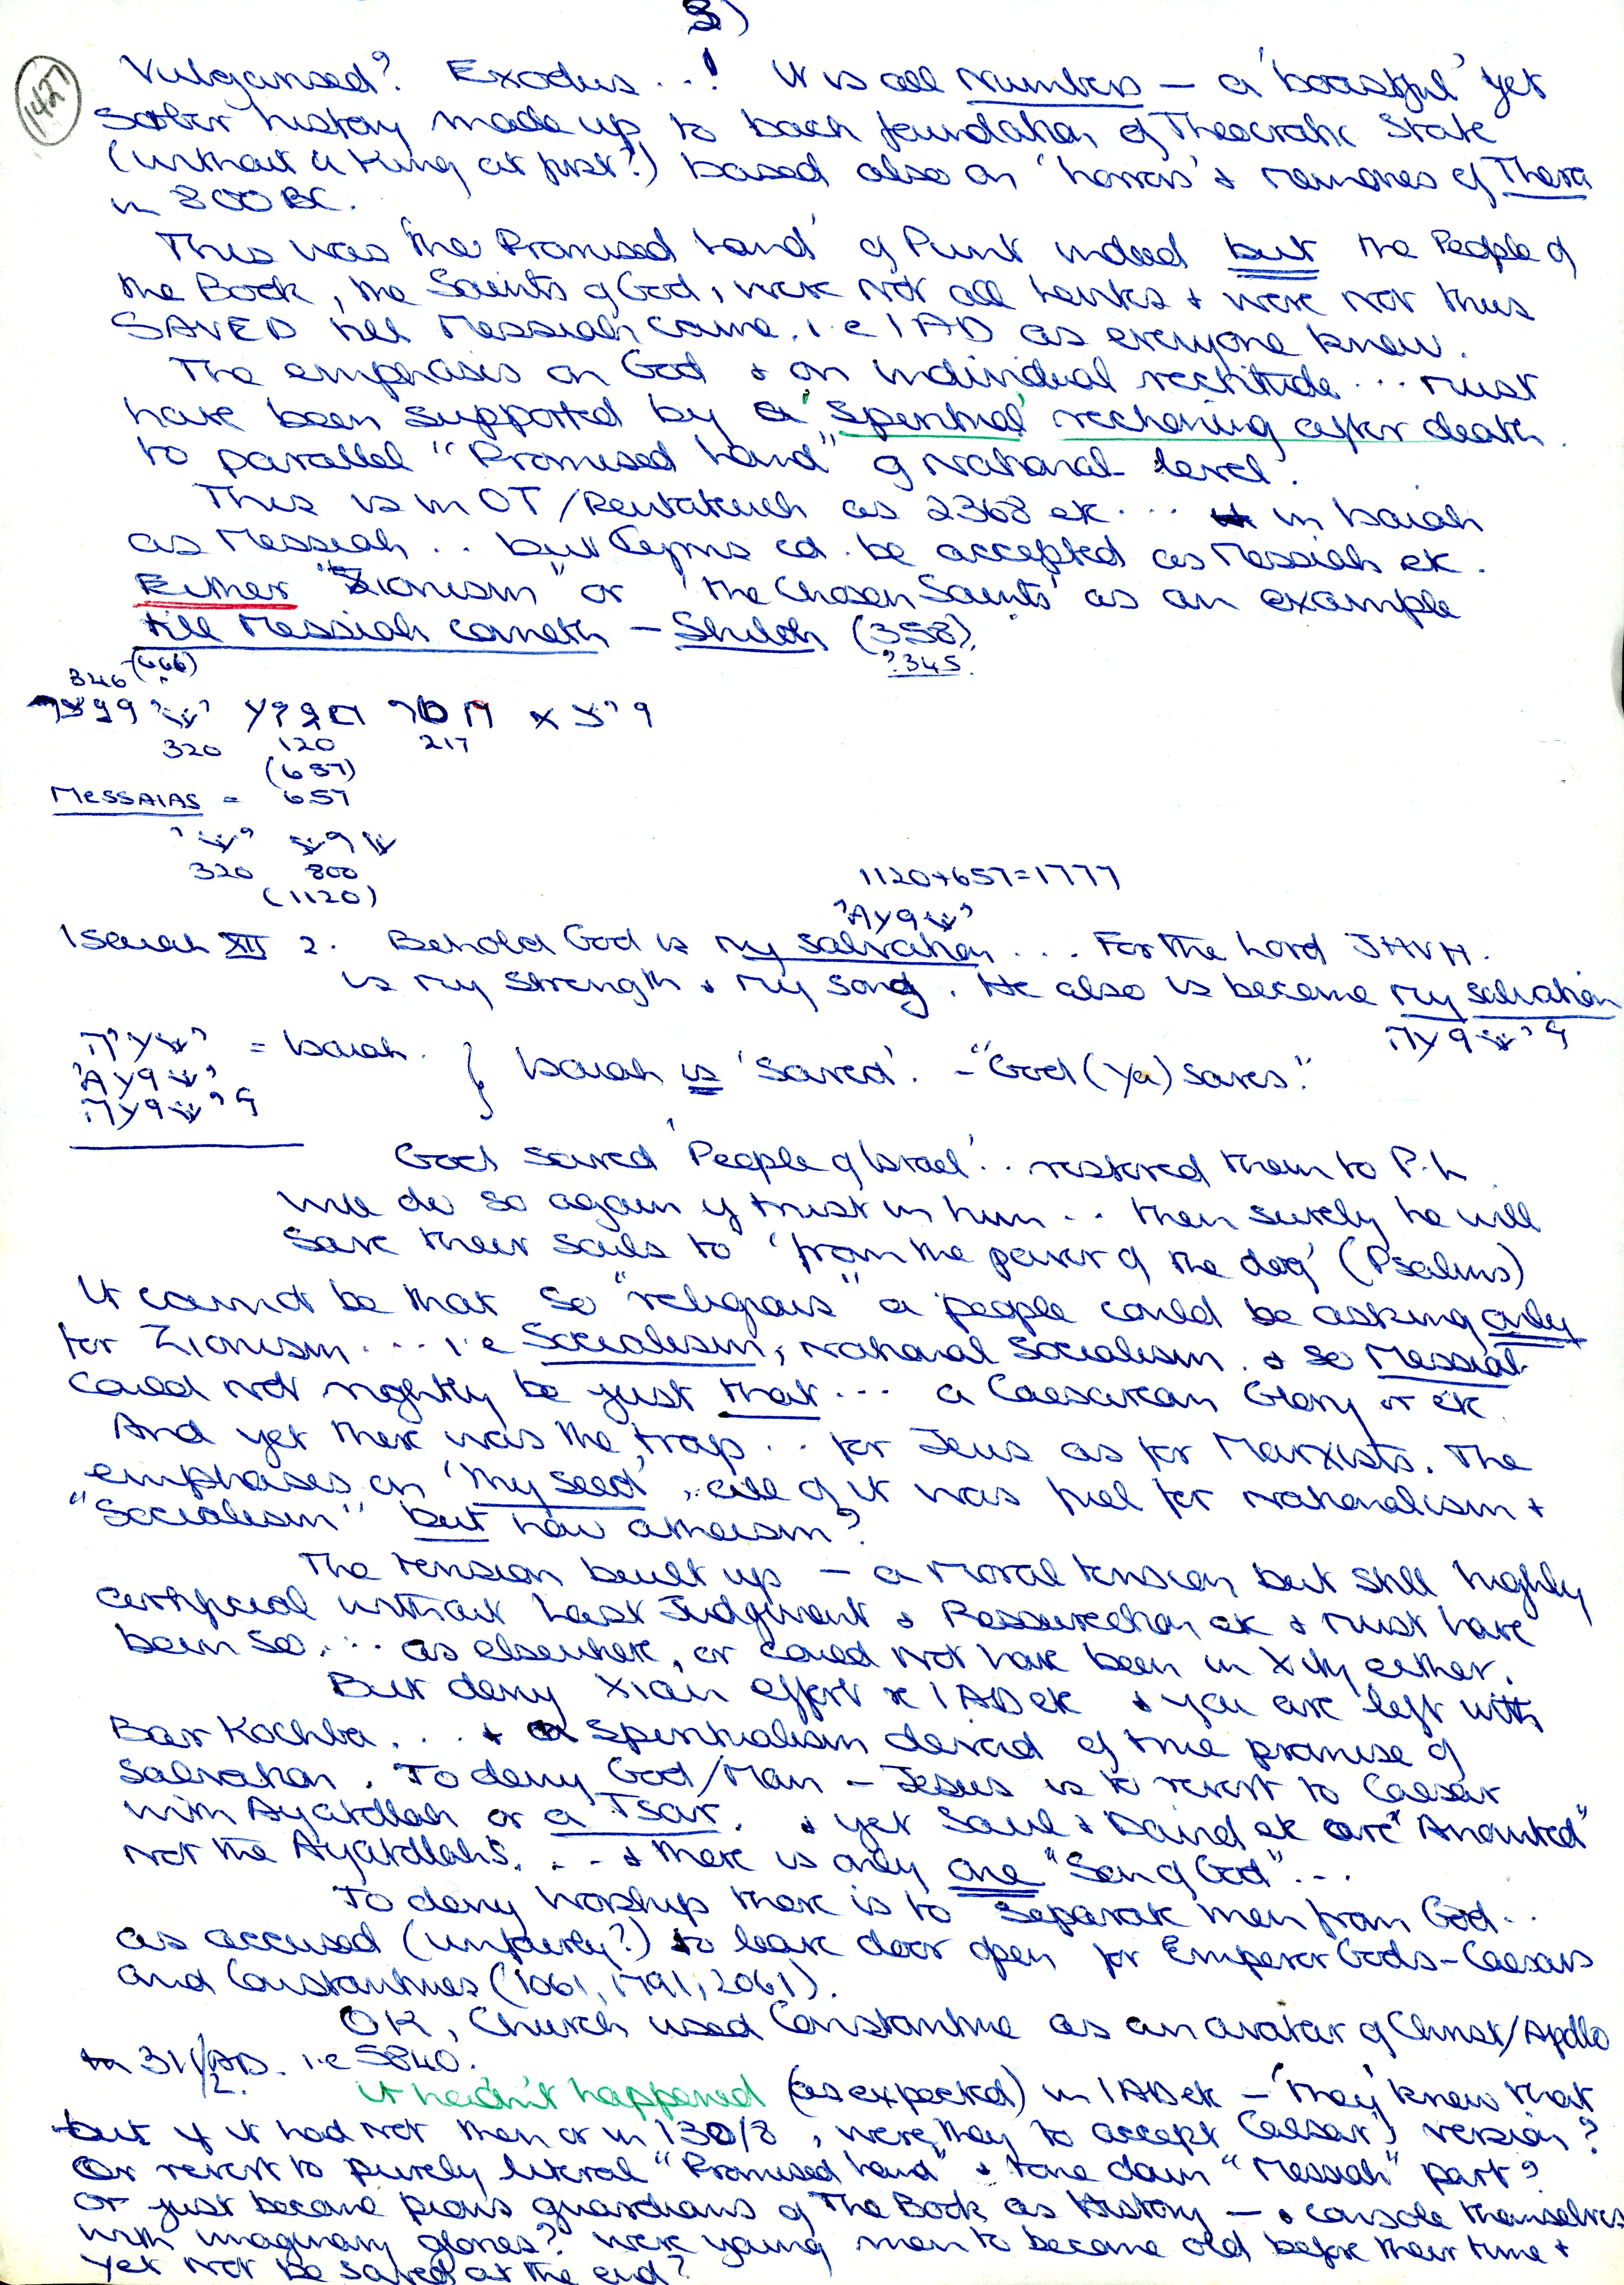 3)
1427
Vulgarised? Exodus...! It is all Numbers — a 'boastful' yet
sober history made up to back foundation of Theocratic State
(without a King at first?) based also on 'horrors' & memories of Thera
in 800 BC.
This was 'the Promised Land' of Punt indeed but the People of
the Book, the Saints of God, were not all Levites & were not thus
SAVED till Messiah came. i.e 1 AD as everyone knew.
The emphasis on God & on individual rectitude... must
have been supported by a 'spiritual' reckoning after death.
to parallel "Promised Land" of National level.
This is in OT/Pentateuch as 2368 etc... in Isaiah
as Messiah.. but Cyrus cd. be accepted as Messiah etc.
Either "Zionism" or 'the Chosen Saints' as an example
till Messiah cometh — Shiloh (358).
?345.
346 (666)
320 120 217
(657)
MESSAIAS = 657
320 800
(1120)
1120+657=1777
Isaiah XII 2. Behold God is my salvation... For the Lord JHVH.
is my strength & my song. He also is become my salvation
= Isaiah. } Isaiah is 'Saved'. - "God (Ya) saves."
God saved 'People of Israel'.. restored them to P.L.
will do so again if trust in him... then surely he will
save their souls to 'from the power of the dog' (Psalms)
It cannot be that so "religious" a people could be asking only
for Zionism... i.e Socialism, National Socialism. & so Messiah
could not rightly be just that... a Caesarean Glory or etc.
And yet there was the trap.. for Jews as for Marxists. The
emphases on 'thy seed', all of it was fuel for nationalism &
"Socialism" but how atheism?
The tension built up — a moral tension, but still highly
artificial without Last Judgment & Resurrection etc & must have
been so... as elsewhere, or could not have been in Xity either.
But deny Xian effort re 1 AD etc & you are left with
Bar Kochba... & a spiritualism devoid of true promise of
salvation. To deny God/Man - Jesus is to revert to Caesar
with Ayatollah or a Tsar. & yet Saul & David etc are "Anointed"
not the Ayatollahs... & there is only one "Son of God"...
To deny Worship there is to separate men from God..
as accused (unfairly?) to leave door open for Emperor Gods - Caesars
and Constantines (1061, 1791, 2061).
OK, Church used Constantine as an avatar of Christ/Apollo
in 311/2 AD. i.e 5840.
it hadn't happened (as expected) in 1 AD etc - 'they' knew that
but if it had not then or in 130/8, were they to accept Caesar's version?
Or revert to purely literal "Promised Land" & tone down "Messiah" part?
Or just become pious guardians of The Book as History — & console themselves
with imaginary glories? Were young men to become old before their time &
yet not be saved at the end?